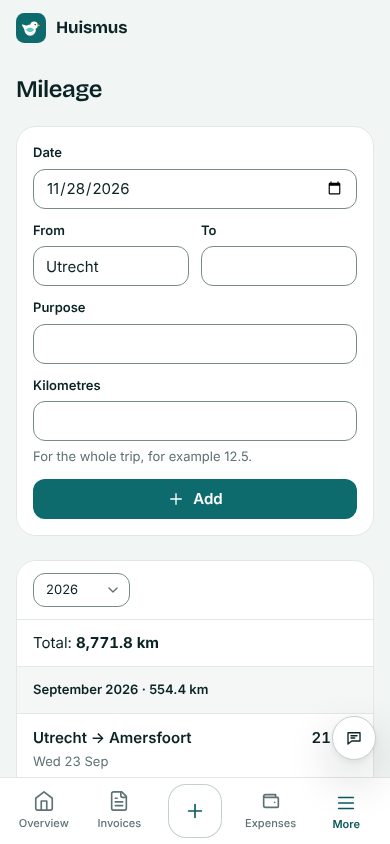 Huismus
Mileage
Date
11/28/2026
From
To
Utrecht
Purpose
Kilometres
For the whole trip, for example 12.5.
+ Add
2026
Total: 8,771.8 km
September 2026 · 554.4 km
Utrecht → Amersfoort
21
Wed 23 Sep
Overview
Invoices
Expenses
More